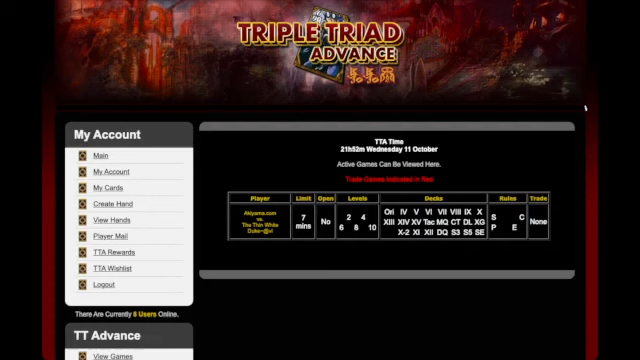 TRIPLE TRIAD
ADVANCE
My Account
Main
My Account
My Cards
Create Hand
View Hands
Player Mail
TTA Rewards
TTA Wishlist
Logout
There Are Currently 8 Users Online.
TT Advance
View Games
TTA Time
21h52m Wednesday 11 October
Active Games Can Be Viewed Here.
Trade Games Indicated in Red.
Player Limit Open Levels Decks Rules Trade
Akiyama.com
vs.
The Thin White
7
mins
No
2 4
6 8 10
Ori IV V VI VII VIII IX X
XIII XIV XV Tac MQ CT DL XG
X-2 XI XII DQ S3 S5 SE
S C
P E
None